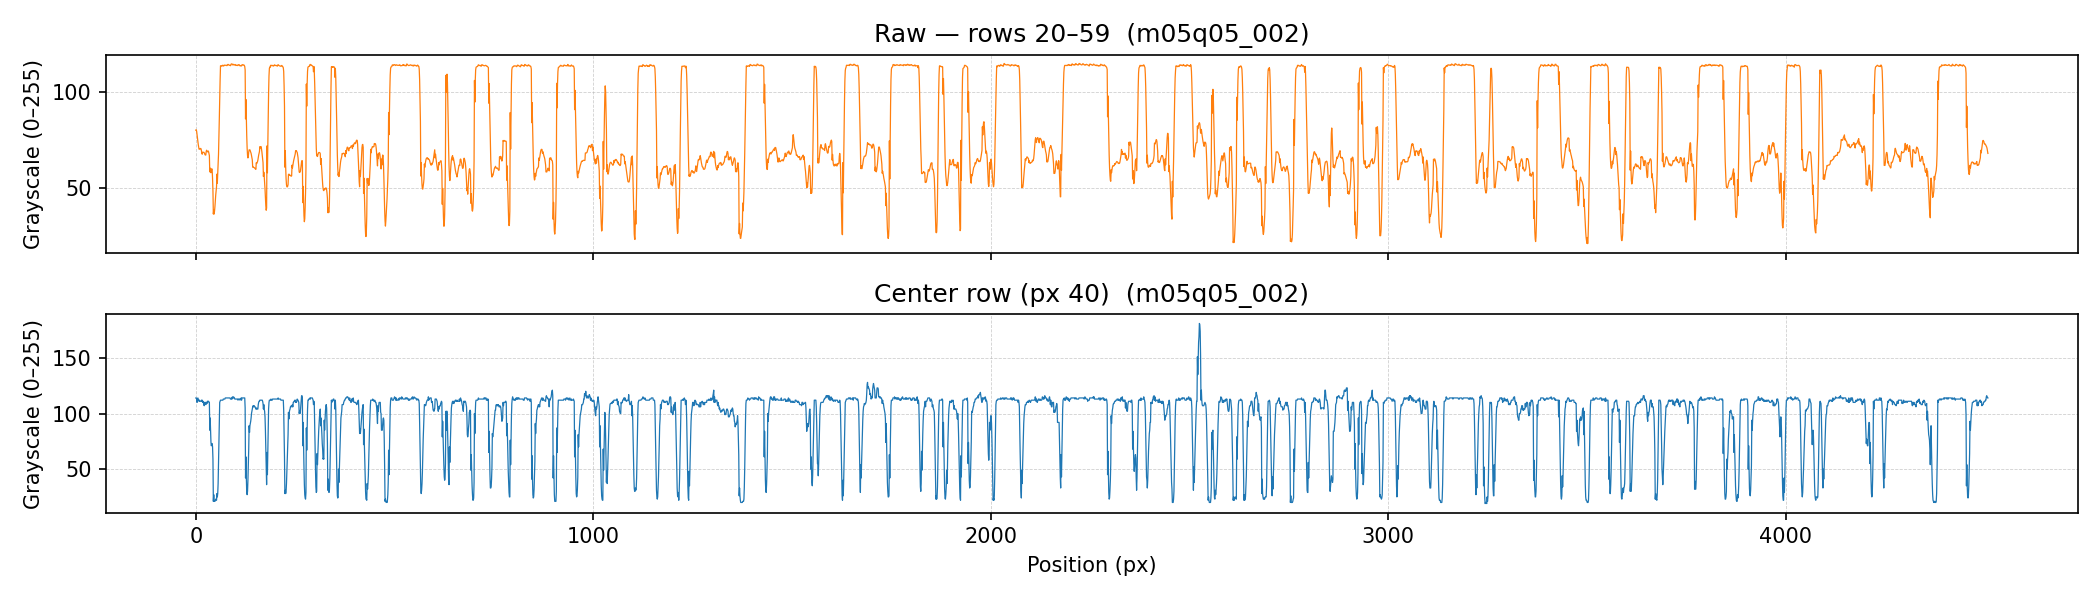 Raw — rows 20–59  (m05q05_002)
Grayscale (0–255)
100
50
Center row (px 40)  (m05q05_002)
Grayscale (0–255)
150
100
50
0
1000
2000
3000
4000
Position (px)